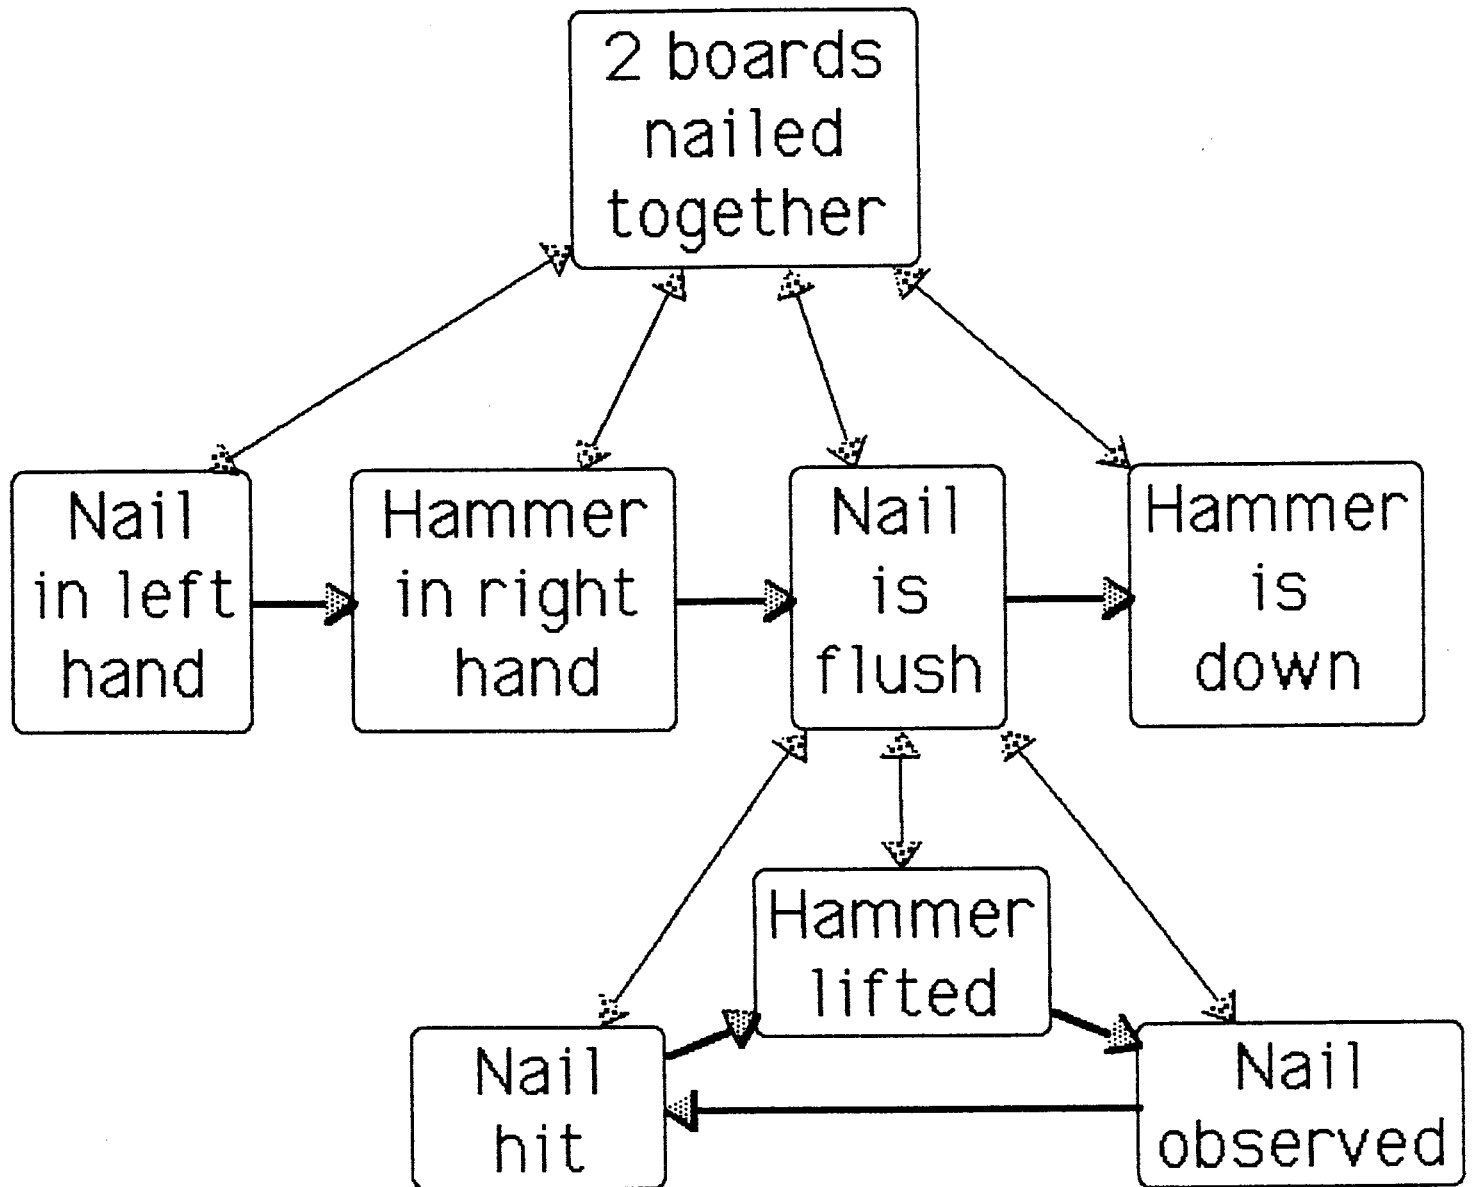 2 boards
nailed
together
Nail
in left
hand
Hammer
in right
hand
Nail
is
flush
Hammer
is
down
Hammer
lifted
Nail
hit
Nail
observed